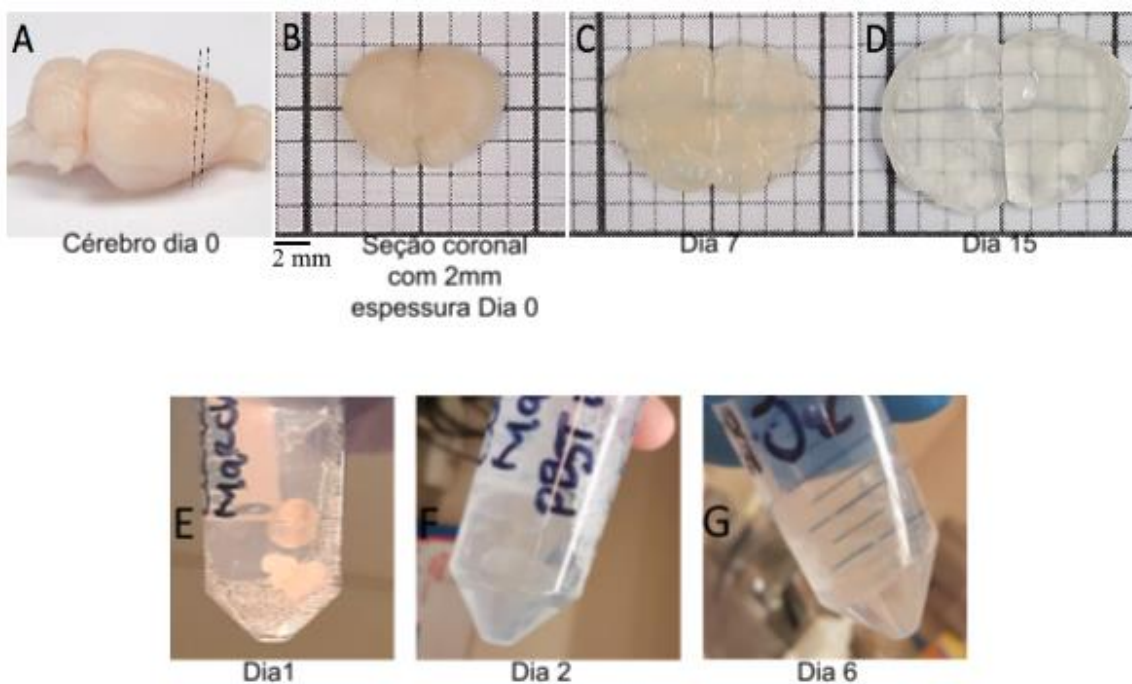 A
B
C
D
Cérebro dia 0
2 mm
Seção coronal
com 2mm
espessura Dia 0
Dia 7
Dia 15
E
F
G
Dia1
Dia 2
Dia 6